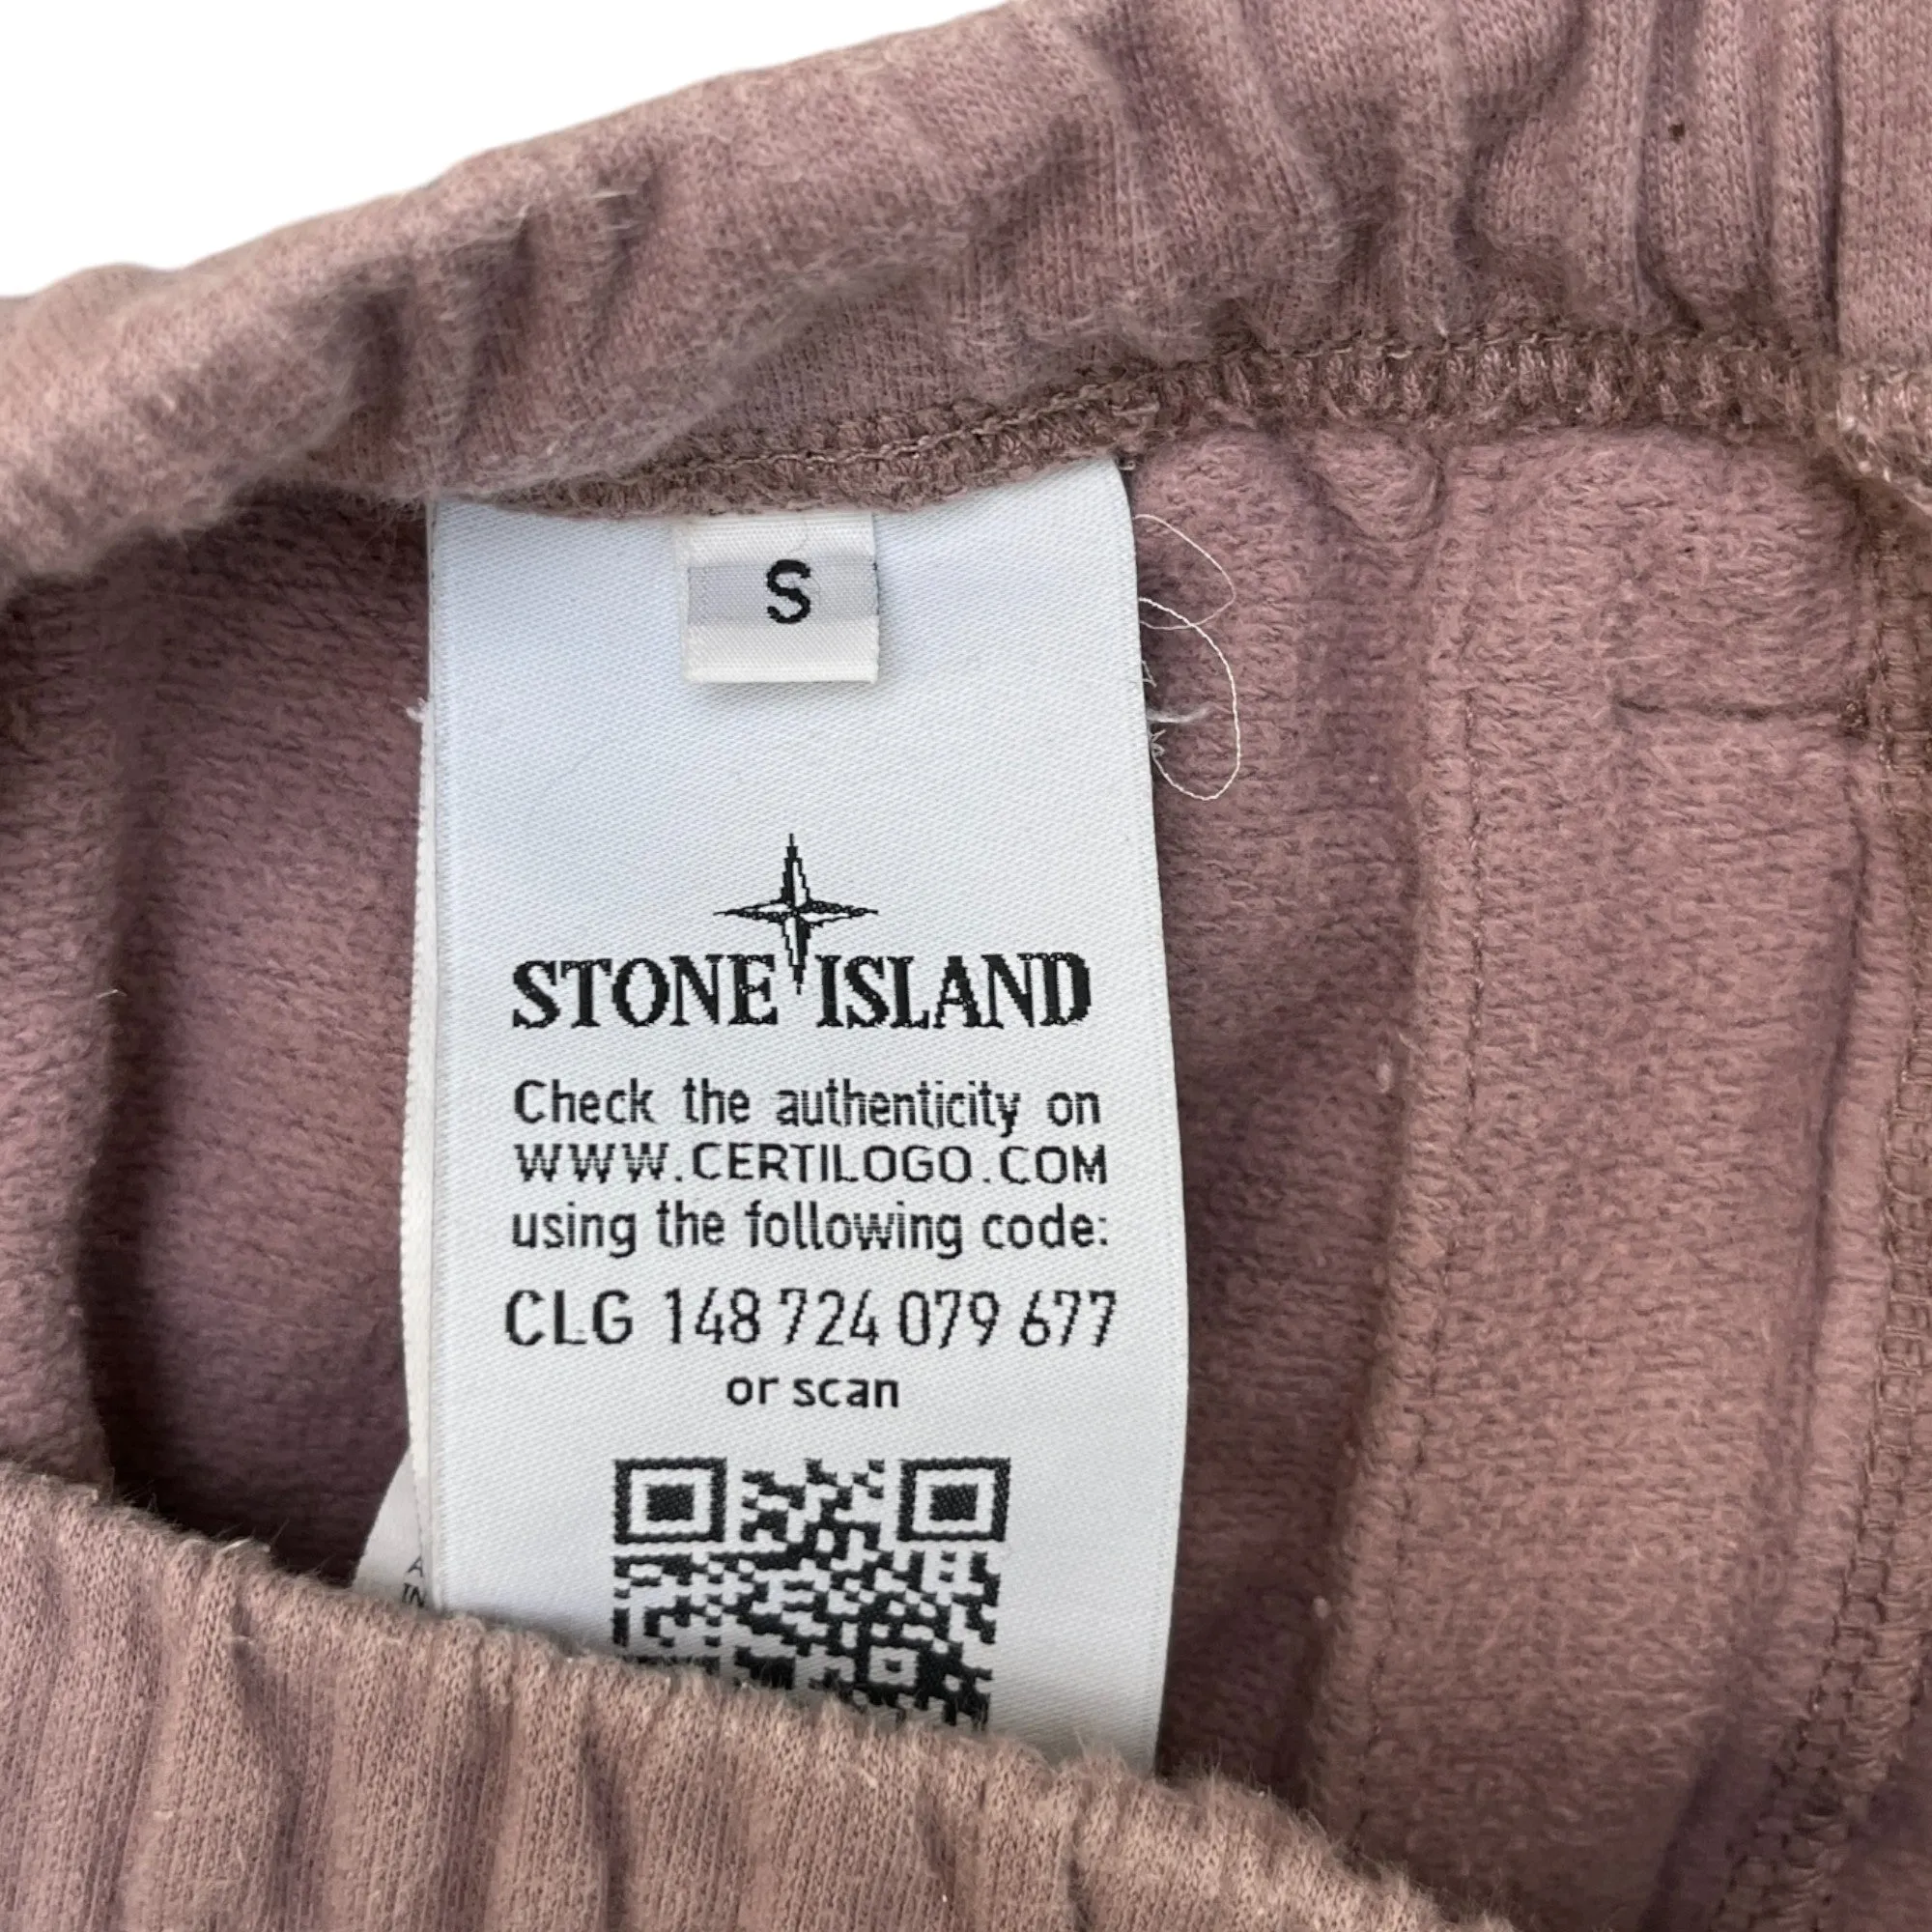 S
STONE ISLAND
Check the authenticity on
WWW.CERTILOGO.COM
using the following code:
CLG 148 724 079 677
or scan